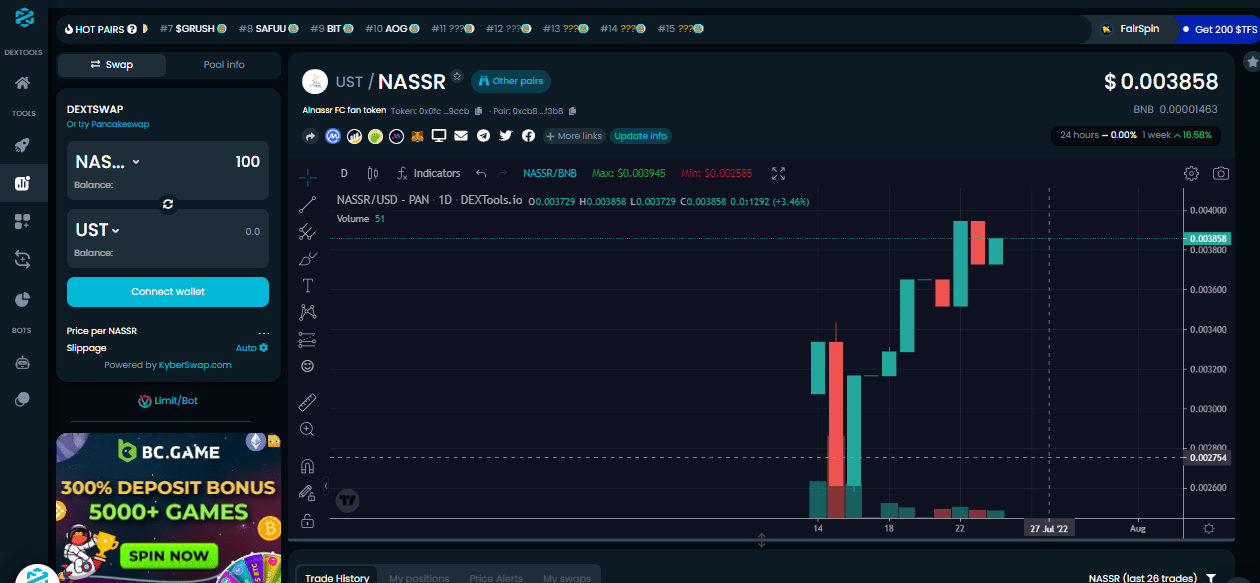 HOT PAIRS ? #7 $GRUSH #8 SAFUU #9 BIT #10 AOG #11 ??? #12 ??? #13 ??? #14 ??? #15 ??? FairSpin Get 200 $TFS
DEXTOOLS
TOOLS
BOTS
Swap Pool info
DEXTSWAP
Or try Pancakeswap
NAS... 100
Balance:
UST 0.0
Balance:
Connect wallet
Price per NASSR ...
Slippage Auto
Powered by KyberSwap.com
Limit/Bot
BC.GAME
300% DEPOSIT BONUS
5000+ GAMES
SPIN NOW
UST / NASSR Other pairs
$ 0.003858
Alnassr FC fan token Token: 0x0fc ...9ccb - Pair: 0xcb8 ...f3b8
BNB 0.00001463
+ More links Update info
24 hours – 0.00% 1 week 16.58%
D Indicators NASSR/BNB Max: $0.003945 Min: $0.002585
NASSR/USD - PAN · 1D · DEXTools.io O0.003729 H0.003858 L0.003729 C0.003858 0.0₃1292 (+3.46%)
Volume 51
0.004000
0.003858
0.003800
0.003600
0.003400
0.003200
0.003000
0.002800
0.002754
0.002600
14 18 22 27 Jul '22 Aug
Trade History My positions Price Alerts My swaps NASSR (last 26 trades)